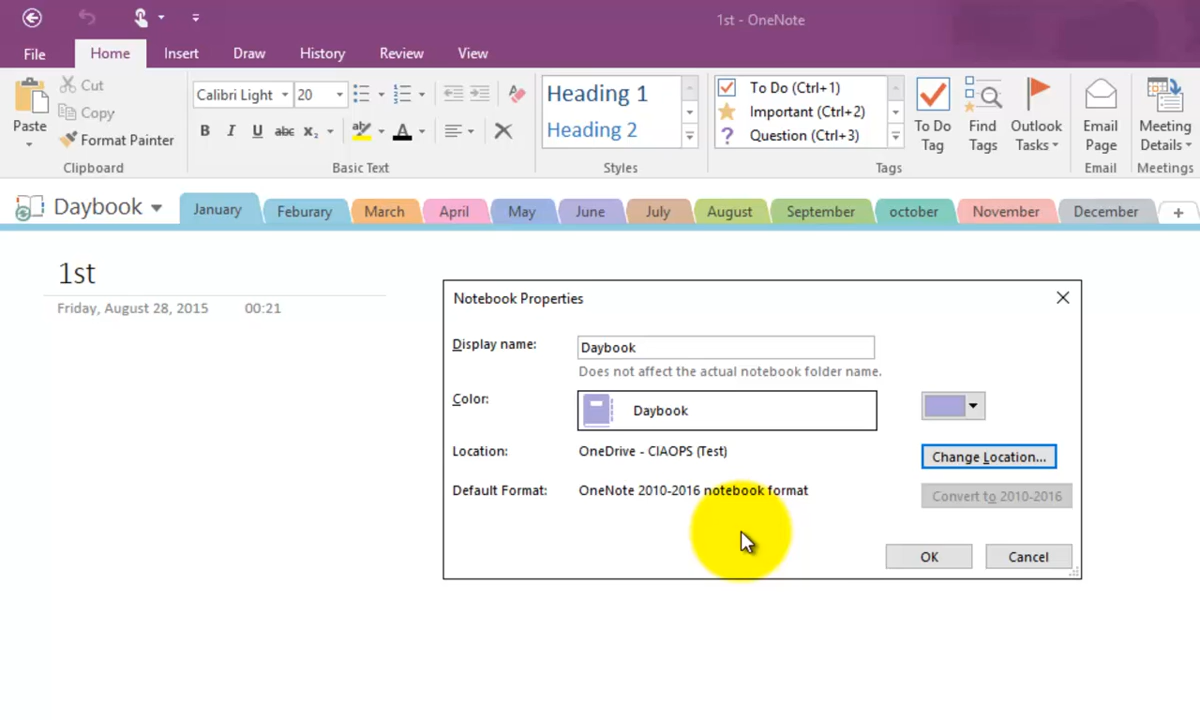 1st - OneNote
File Home Insert Draw History Review View
Paste
Cut
Copy
Format Painter
Clipboard
Calibri Light 20
B I U abc X₂ aby A
Basic Text
Heading 1
Heading 2
Styles
To Do (Ctrl+1)
Important (Ctrl+2)
? Question (Ctrl+3)
Tags
To Do
Tag
Find
Tags
Outlook
Tasks
Email
Page
Email
Meeting
Details
Meetings
Daybook January Feburary March April May June July August September october November December +
1st
Friday, August 28, 2015 00:21
Notebook Properties
Display name: Daybook
Does not affect the actual notebook folder name.
Color: Daybook
Location: OneDrive - CIAOPS (Test) Change Location...
Default Format: OneNote 2010-2016 notebook format Convert to 2010-2016
OK Cancel